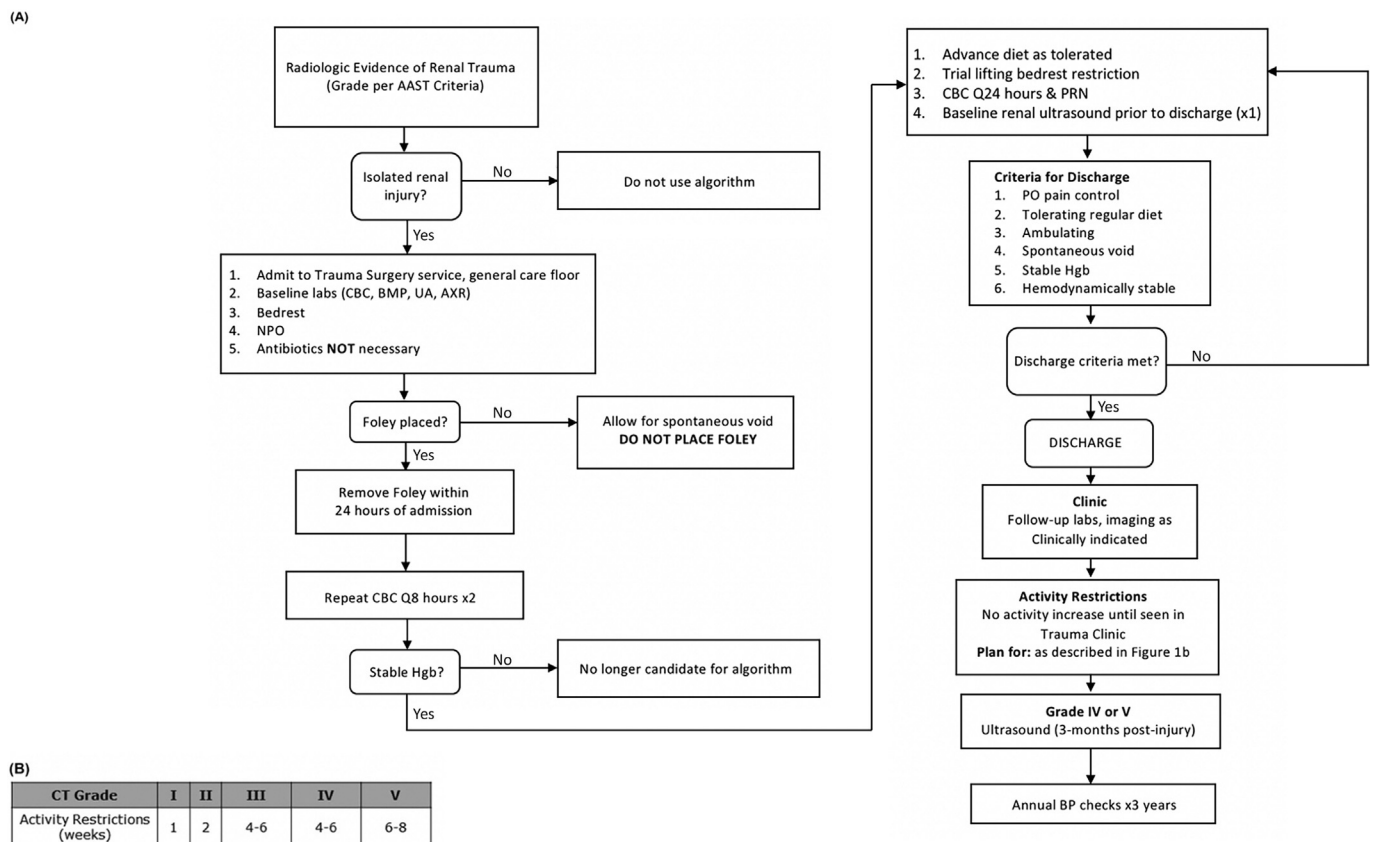 (A)
Radiologic Evidence of Renal Trauma
(Grade per AAST Criteria)
Isolated renal
injury?
No
Do not use algorithm
Yes
1. Admit to Trauma Surgery service, general care floor
2. Baseline labs (CBC, BMP, UA, AXR)
3. Bedrest
4. NPO
5. Antibiotics NOT necessary
Foley placed?
No
Allow for spontaneous void
DO NOT PLACE FOLEY
Yes
Remove Foley within
24 hours of admission
Repeat CBC Q8 hours x2
Stable Hgb?
No
No longer candidate for algorithm
Yes
1. Advance diet as tolerated
2. Trial lifting bedrest restriction
3. CBC Q24 hours & PRN
4. Baseline renal ultrasound prior to discharge (x1)
Criteria for Discharge
1. PO pain control
2. Tolerating regular diet
3. Ambulating
4. Spontaneous void
5. Stable Hgb
6. Hemodynamically stable
Discharge criteria met?
No
Yes
DISCHARGE
Clinic
Follow-up labs, imaging as
Clinically indicated
Activity Restrictions
No activity increase until seen in
Trauma Clinic
Plan for: as described in Figure 1b
Grade IV or V
Ultrasound (3-months post-injury)
Annual BP checks x3 years
(B)
CT Grade I II III IV V
Activity Restrictions
(weeks) 1 2 4-6 4-6 6-8